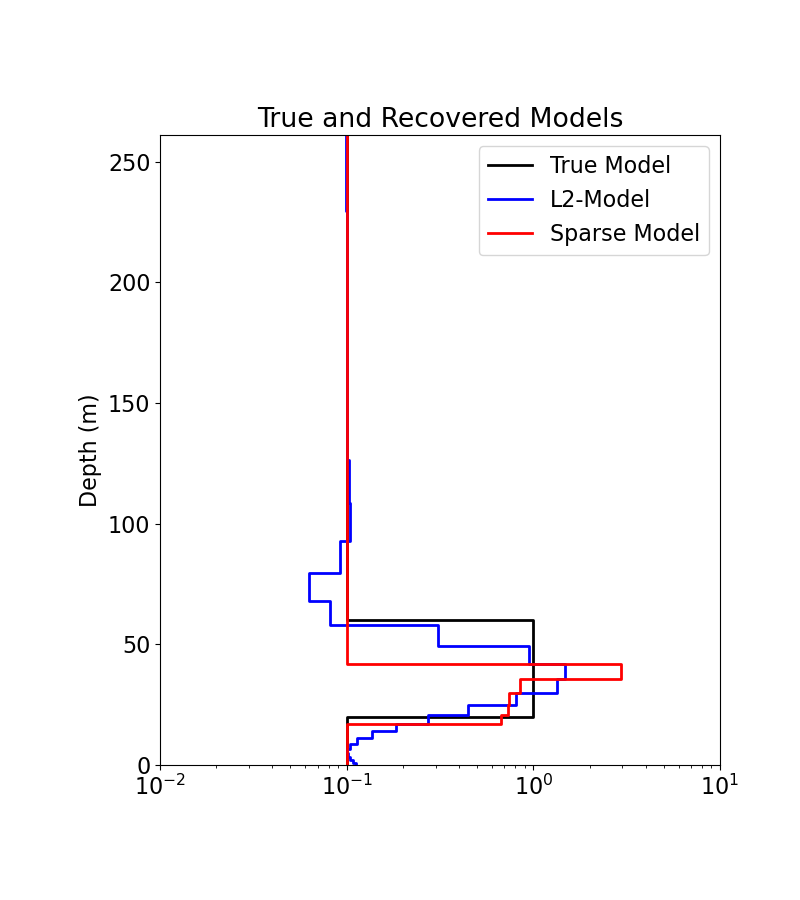 True and Recovered Models
True Model
L2-Model
Sparse Model
Depth (m)
250
200
150
100
50
0
10⁻²
10⁻¹
10⁰
10¹